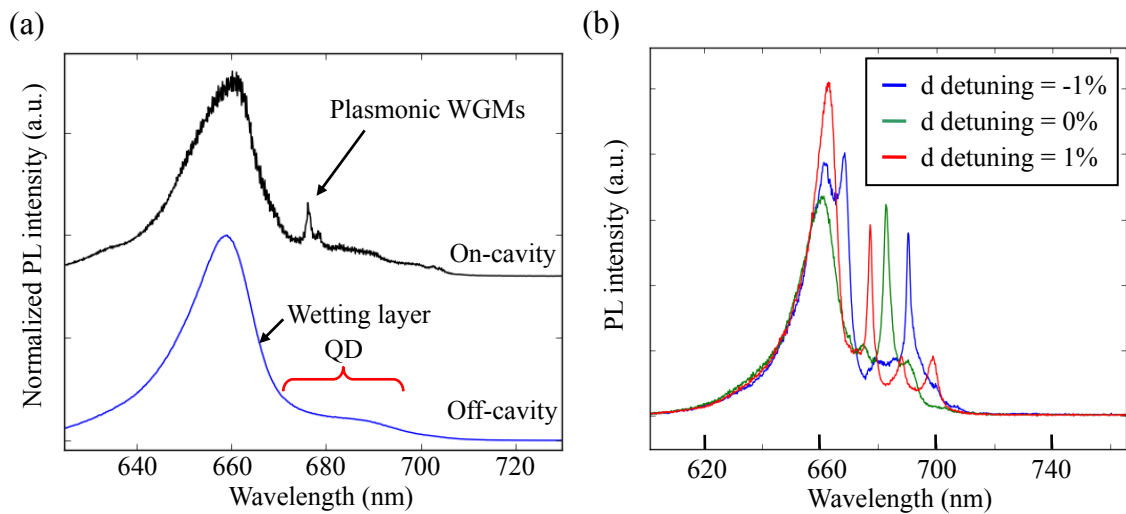 (a)
Normalized PL intensity (a.u.)
Plasmonic WGMs
On-cavity
Wetting layer
QD
Off-cavity
640 660 680 700 720
Wavelength (nm)
(b)
PL intensity (a.u.)
d detuning = -1%
d detuning = 0%
d detuning = 1%
620 660 700 740
Wavelength (nm)